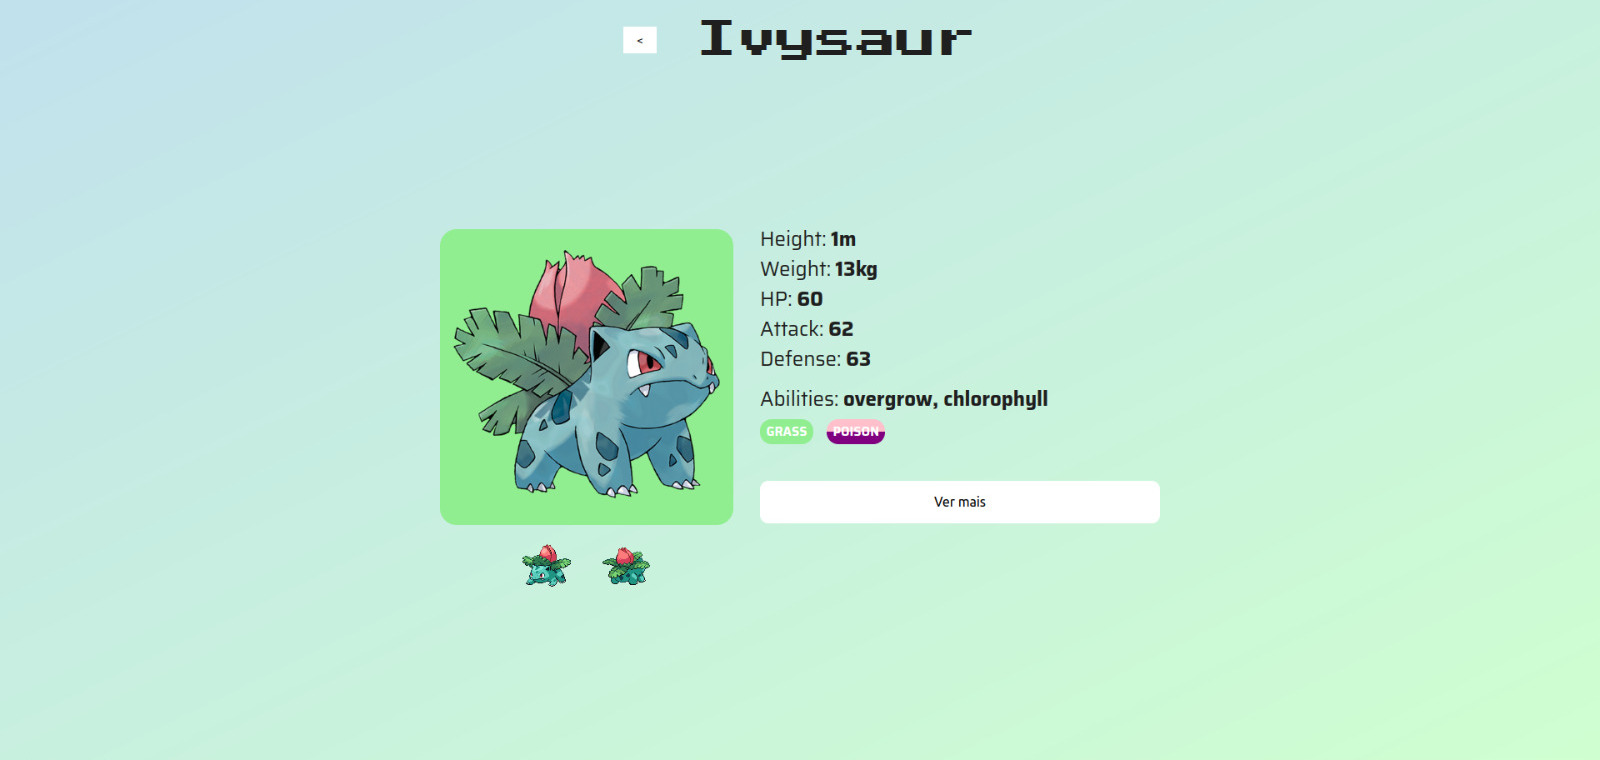 <
Ivysaur
Height: 1m
Weight: 13kg
HP: 60
Attack: 62
Defense: 63
Abilities: overgrow, chlorophyll
GRASS POISON
Ver mais